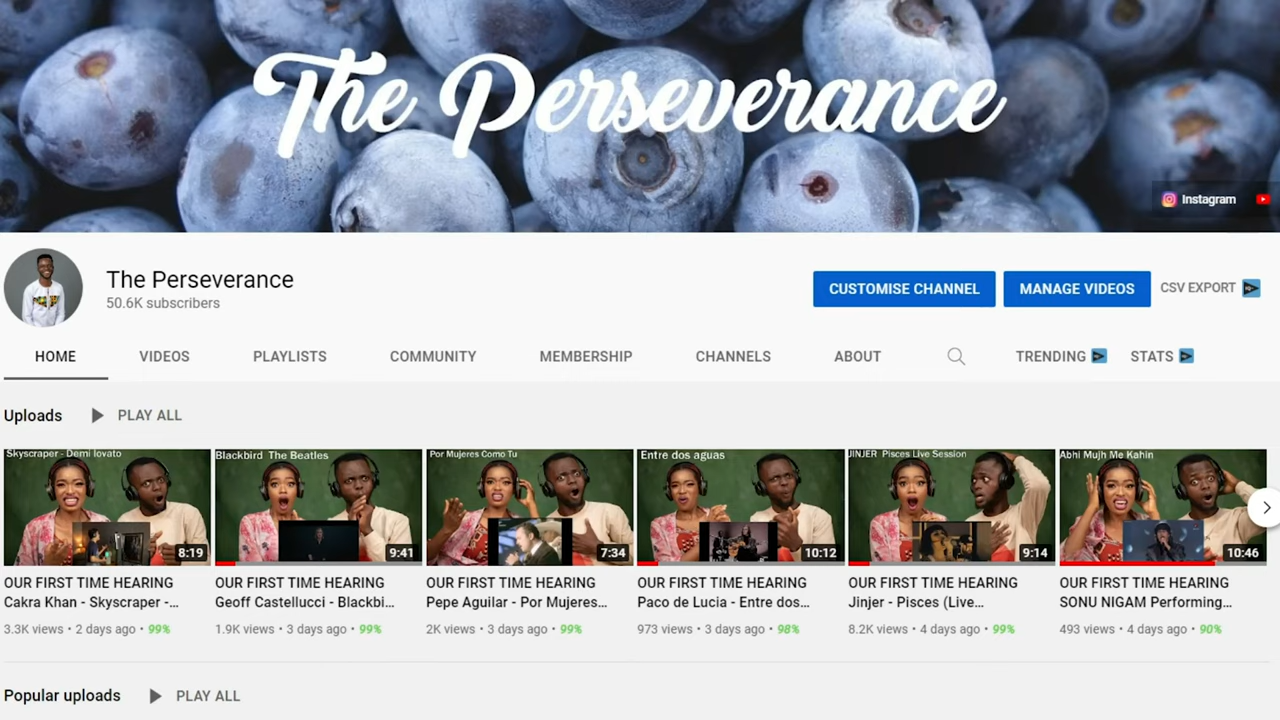 The Perseverance
Instagram
The Perseverance
50.6K subscribers
CUSTOMISE CHANNEL
MANAGE VIDEOS
CSV EXPORT
HOME
VIDEOS
PLAYLISTS
COMMUNITY
MEMBERSHIP
CHANNELS
ABOUT
TRENDING
STATS
Uploads
PLAY ALL
Skyscraper - Demi lovato
8:19
OUR FIRST TIME HEARING
Cakra Khan - Skyscraper -...
3.3K views • 2 days ago • 99%
Blackbird The Beatles
9:41
OUR FIRST TIME HEARING
Geoff Castellucci - Blackbi...
1.9K views • 3 days ago • 99%
Por Mujeres Como Tu
7:34
OUR FIRST TIME HEARING
Pepe Aguilar - Por Mujeres...
2K views • 3 days ago • 99%
Entre dos aguas
10:12
OUR FIRST TIME HEARING
Paco de Lucia - Entre dos...
973 views • 3 days ago • 98%
JINJER Pisces Live Session
9:14
OUR FIRST TIME HEARING
Jinjer - Pisces (Live...
8.2K views • 4 days ago • 99%
Abhi Mujh Me Kahin
10:46
OUR FIRST TIME HEARING
SONU NIGAM Performing...
493 views • 4 days ago • 90%
Popular uploads
PLAY ALL